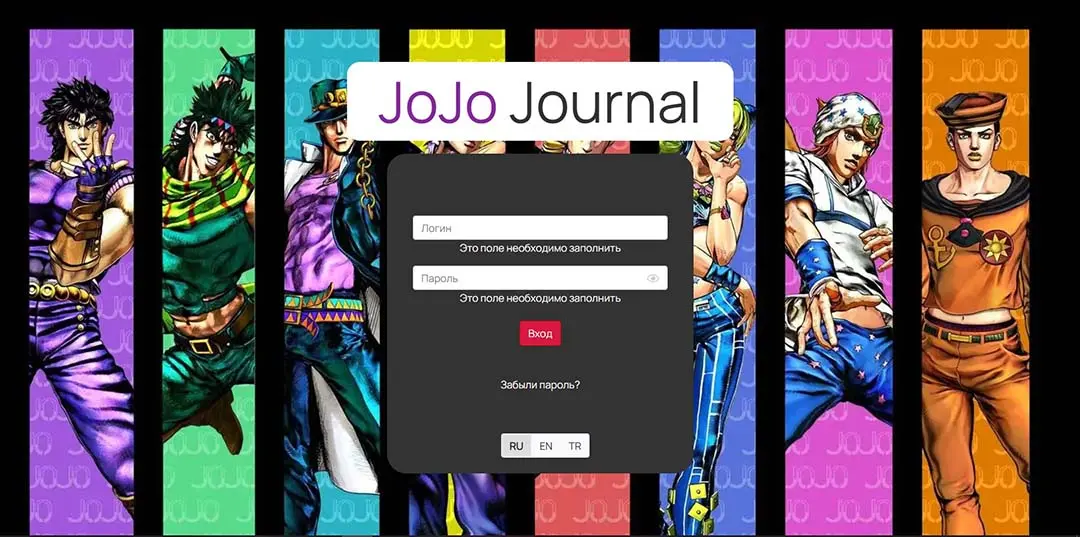 JoJo Journal
Логин
Это поле необходимо заполнить
Пароль
Это поле необходимо заполнить
Вход
Забыли пароль?
RU EN TR